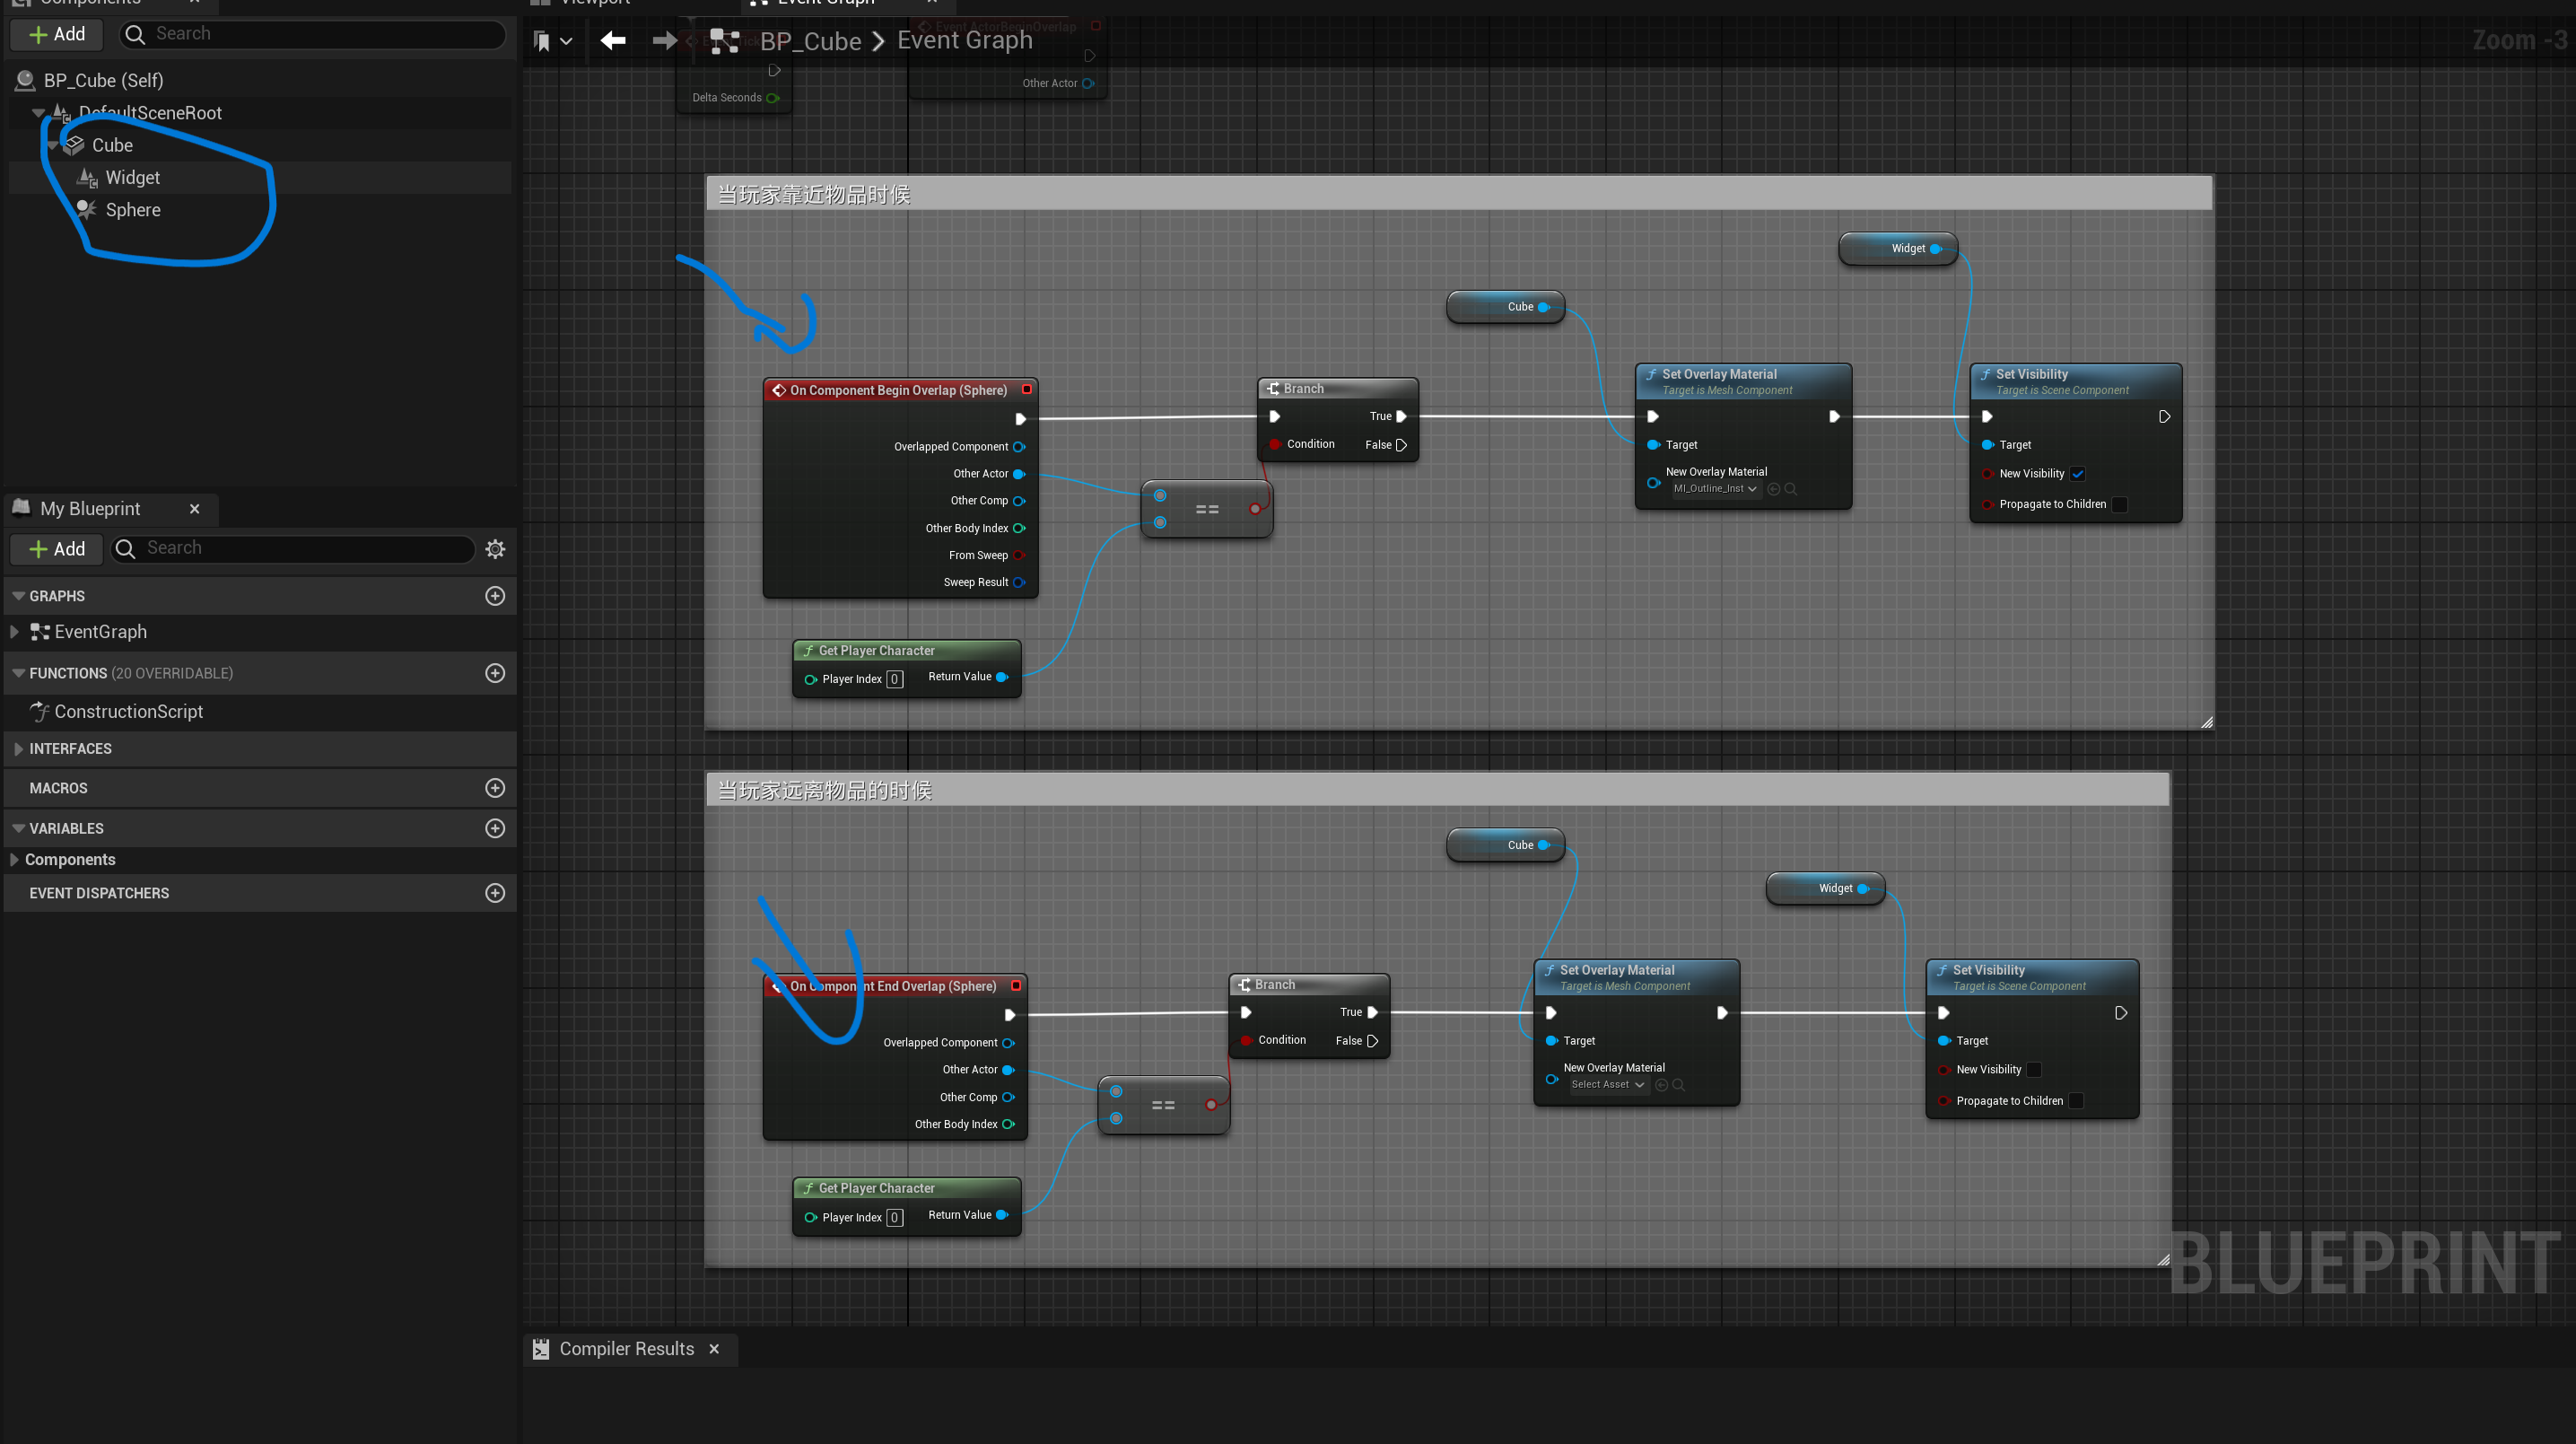 Components
Add
Search
BP_Cube (Self)
DefaultSceneRoot
Cube
Widget
Sphere
My Blueprint
Add
Search
GRAPHS
EventGraph
FUNCTIONS (20 OVERRIDABLE)
ConstructionScript
INTERFACES
MACROS
VARIABLES
Components
EVENT DISPATCHERS
Viewport
Event Graph
BP_Cube
Event Graph
Zoom -3
Delta Seconds
Event ActorBeginOverlap
Other Actor
当玩家靠近物品时候
Widget
Cube
On Component Begin Overlap (Sphere)
Overlapped Component
Other Actor
Other Comp
Other Body Index
From Sweep
Sweep Result
Get Player Character
Player Index 0
Return Value
==
Branch
True
Condition
False
Set Overlay Material
Target is Mesh Component
Target
New Overlay Material
MI_Outline_Inst
Set Visibility
Target is Scene Component
Target
New Visibility
Propagate to Children
当玩家远离物品的时候
Cube
Widget
On Component End Overlap (Sphere)
Overlapped Component
Other Actor
Other Comp
Other Body Index
Get Player Character
Player Index 0
Return Value
==
Branch
True
Condition
False
Set Overlay Material
Target is Mesh Component
Target
New Overlay Material
Select Asset
Set Visibility
Target is Scene Component
Target
New Visibility
Propagate to Children
BLUEPRINT
Compiler Results